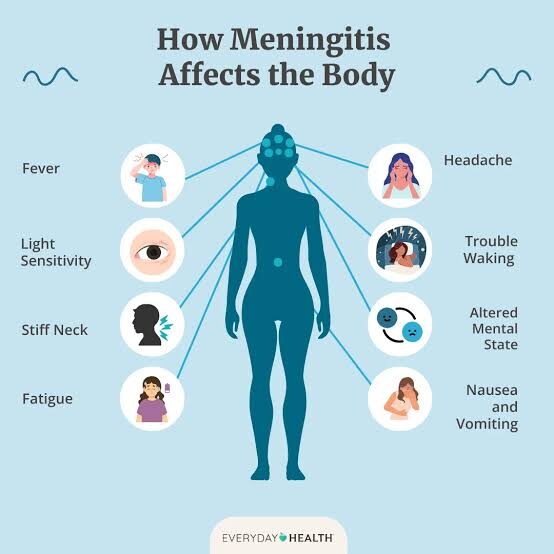 How Meningitis
Affects the Body
Fever
Light
Sensitivity
Stiff Neck
Fatigue
Headache
Trouble
Waking
Altered
Mental
State
Nausea
and
Vomiting
EVERYDAY HEALTH